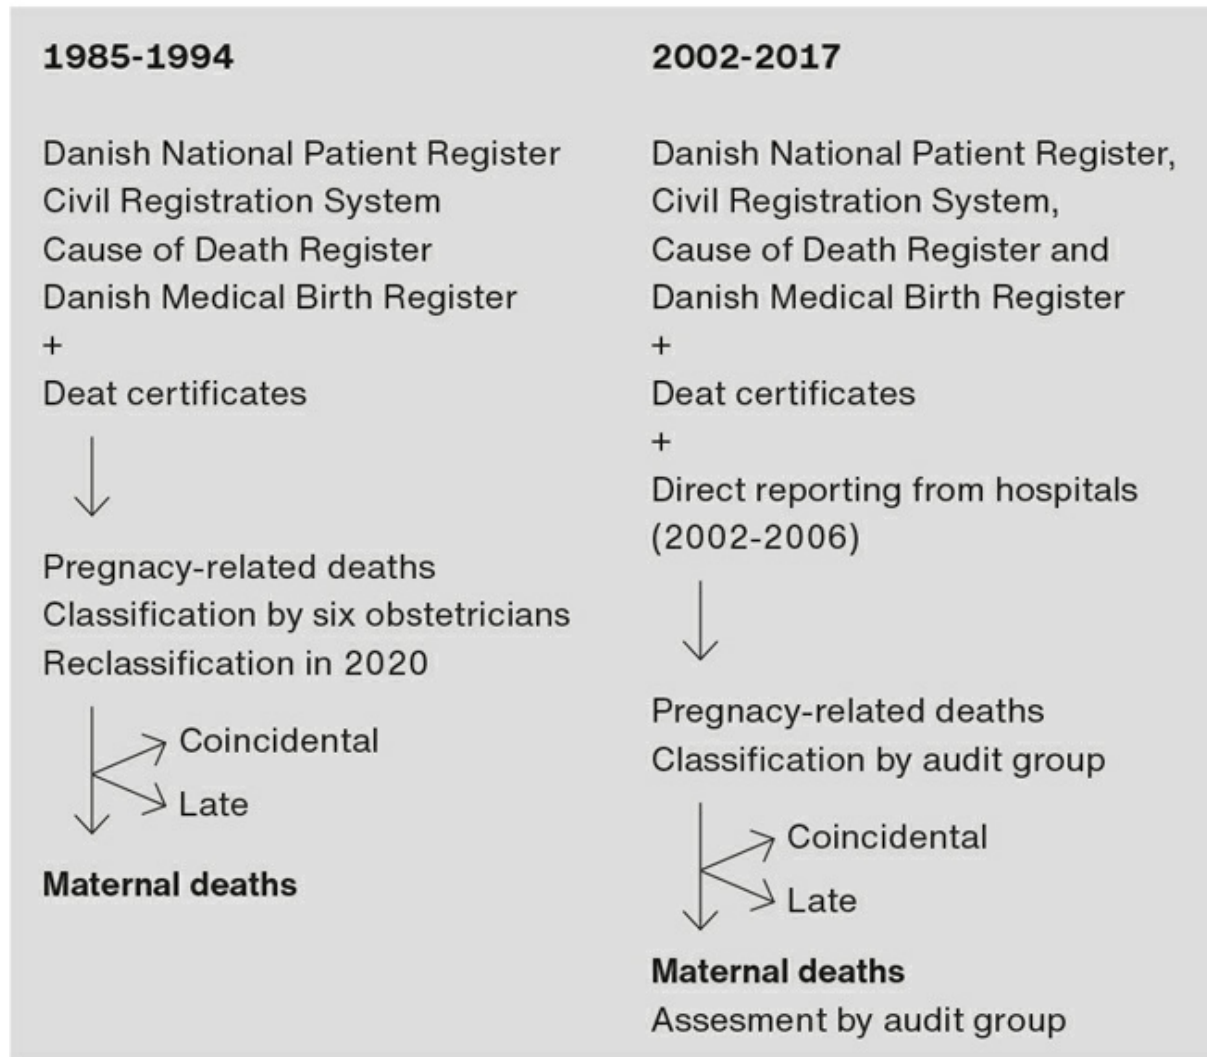 1985-1994
Danish National Patient Register
Civil Registration System
Cause of Death Register
Danish Medical Birth Register
+
Deat certificates
Pregnacy-related deaths
Classification by six obstetricians
Reclassification in 2020
Coincidental
Late
Maternal deaths
2002-2017
Danish National Patient Register,
Civil Registration System,
Cause of Death Register and
Danish Medical Birth Register
+
Deat certificates
+
Direct reporting from hospitals
(2002-2006)
Pregnacy-related deaths
Classification by audit group
Coincidental
Late
Maternal deaths
Assesment by audit group